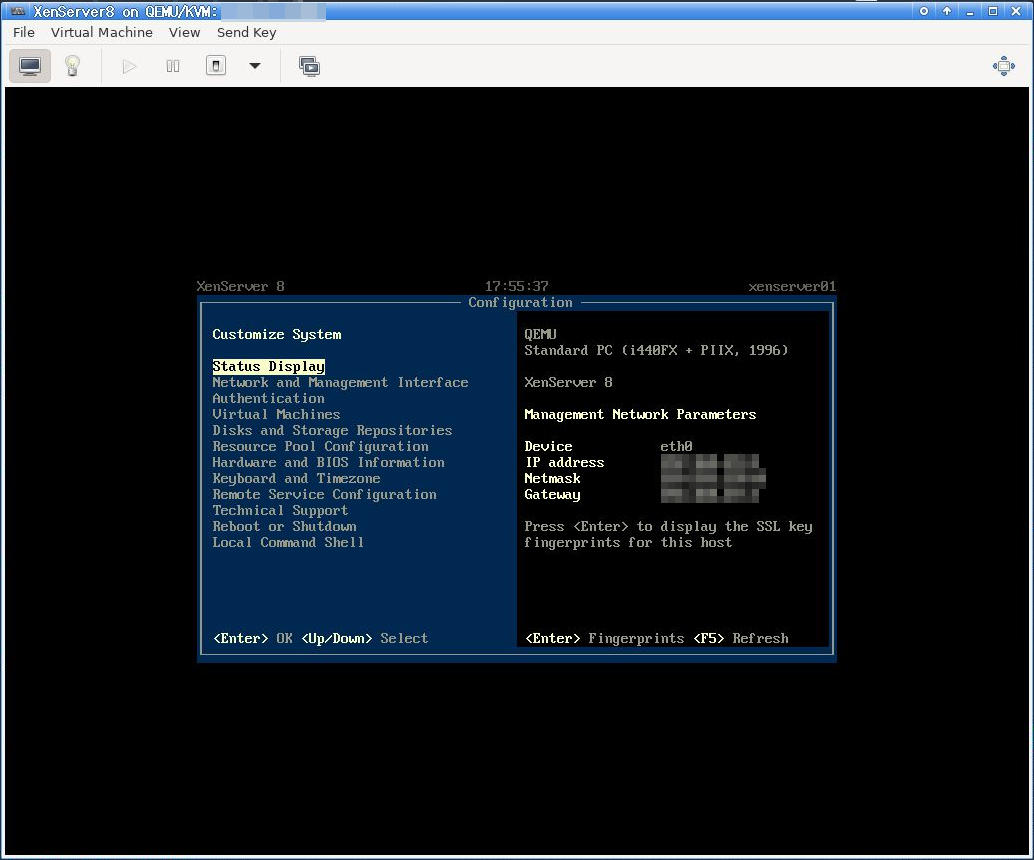 XenServer8 on QEMU/KVM:
File Virtual Machine View Send Key
XenServer 8 17:55:37 xenserver01
Configuration
Customize System
Status Display
Network and Management Interface
Authentication
Virtual Machines
Disks and Storage Repositories
Resource Pool Configuration
Hardware and BIOS Information
Keyboard and Timezone
Remote Service Configuration
Technical Support
Reboot or Shutdown
Local Command Shell
<Enter> OK <Up/Down> Select
QEMU
Standard PC (i440FX + PIIX, 1996)
XenServer 8
Management Network Parameters
Device eth0
IP address
Netmask
Gateway
Press <Enter> to display the SSL key
fingerprints for this host
<Enter> Fingerprints <F5> Refresh